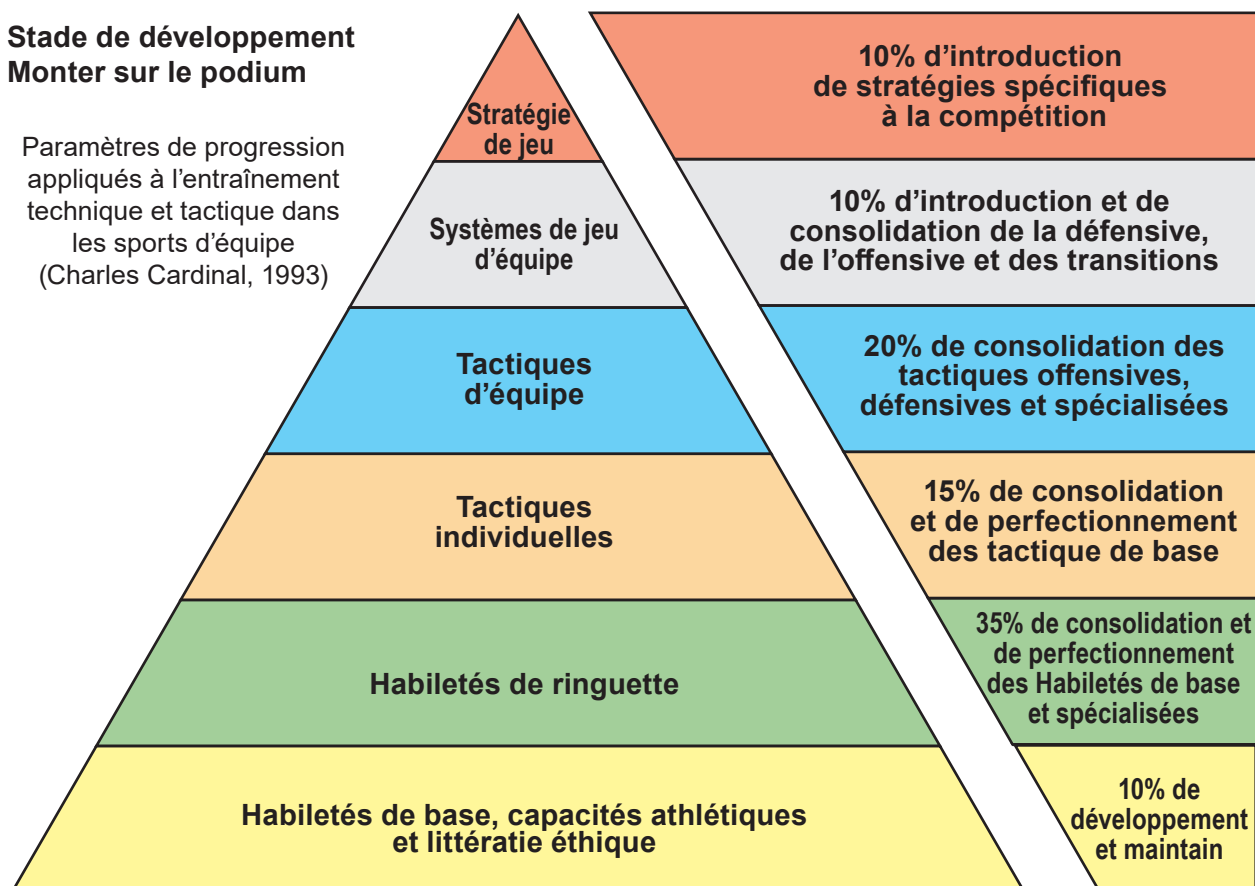 Stade de développement
Monter sur le podium
Paramètres de progression
appliqués à l’entraînement
technique et tactique dans
les sports d’équipe
(Charles Cardinal, 1993)
Stratégie
de jeu
10% d’introduction
de stratégies spécifiques
à la compétition
Systèmes de jeu
d’équipe
10% d’introduction et de
consolidation de la défensive,
de l’offensive et des transitions
Tactiques
d’équipe
20% de consolidation des
tactiques offensives,
défensives et spécialisées
Tactiques
individuelles
15% de consolidation
et de perfectionnement
des tactique de base
Habiletés de ringuette
35% de consolidation et
de perfectionnement
des Habiletés de base
et spécialisées
Habiletés de base, capacités athlétiques
et littératie éthique
10% de
développement
et maintain